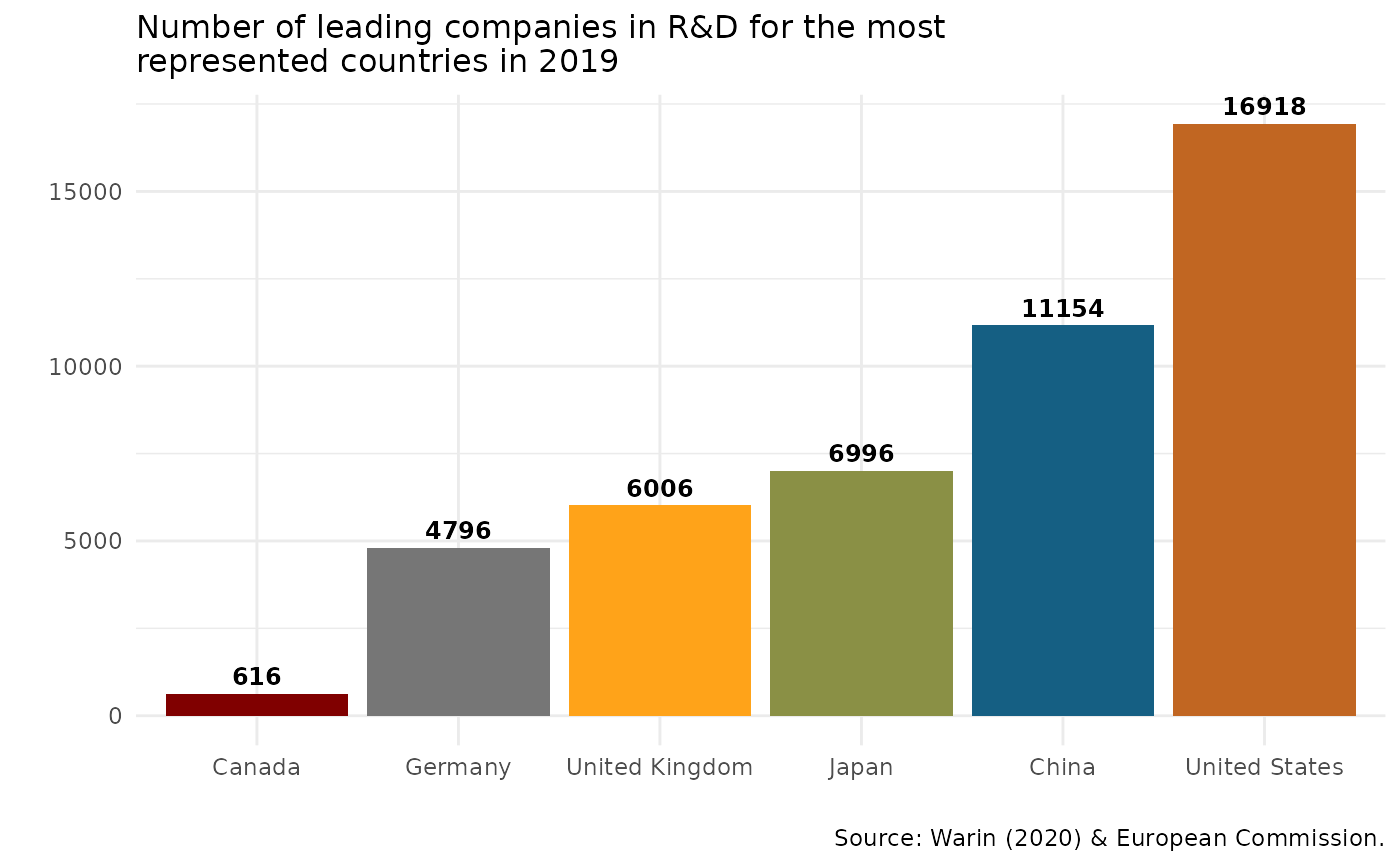 Number of leading companies in R&D for the most
represented countries in 2019
16918
15000
11154
10000
6996
6006
4796
5000
616
0
Canada Germany United Kingdom Japan China United States
Source: Warin (2020) & European Commission.